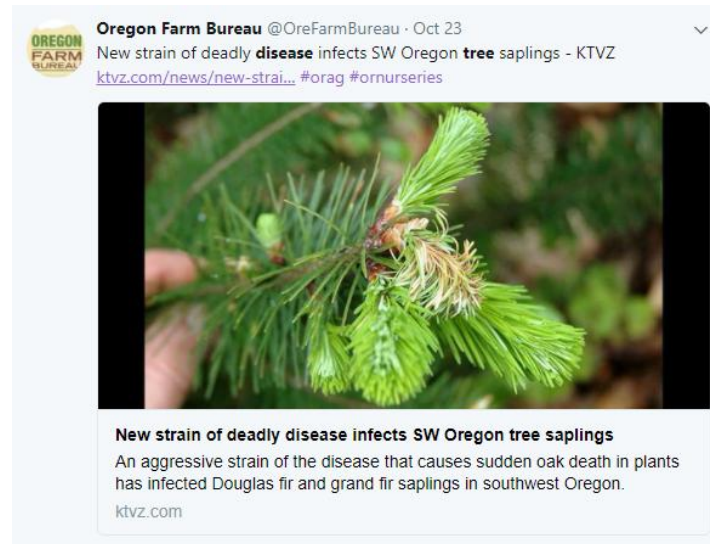 OREGON
FARM
BUREAU
Oregon Farm Bureau @OreFarmBureau · Oct 23
New strain of deadly disease infects SW Oregon tree saplings - KTVZ
ktvz.com/news/new-strai... #orag #ornurseries
New strain of deadly disease infects SW Oregon tree saplings
An aggressive strain of the disease that causes sudden oak death in plants
has infected Douglas fir and grand fir saplings in southwest Oregon.
ktvz.com